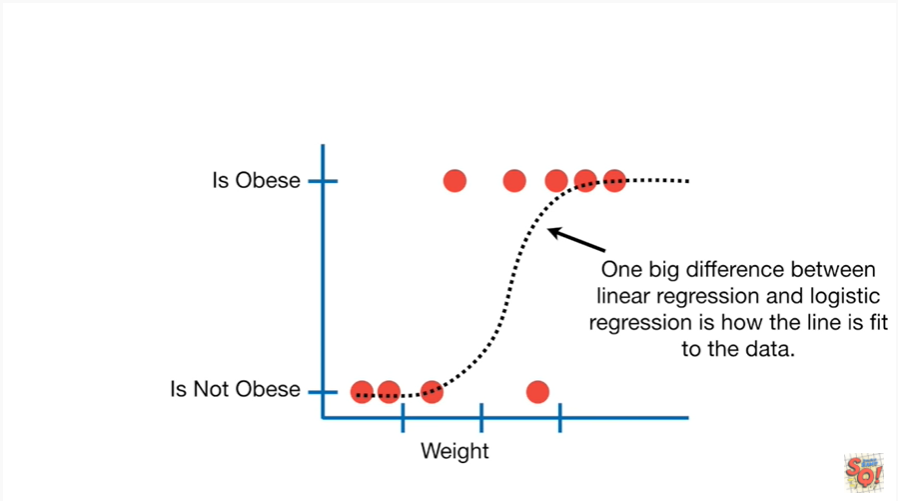 Is Obese
One big difference between
linear regression and logistic
regression is how the line is fit
to the data.
Is Not Obese
Weight
SQ!